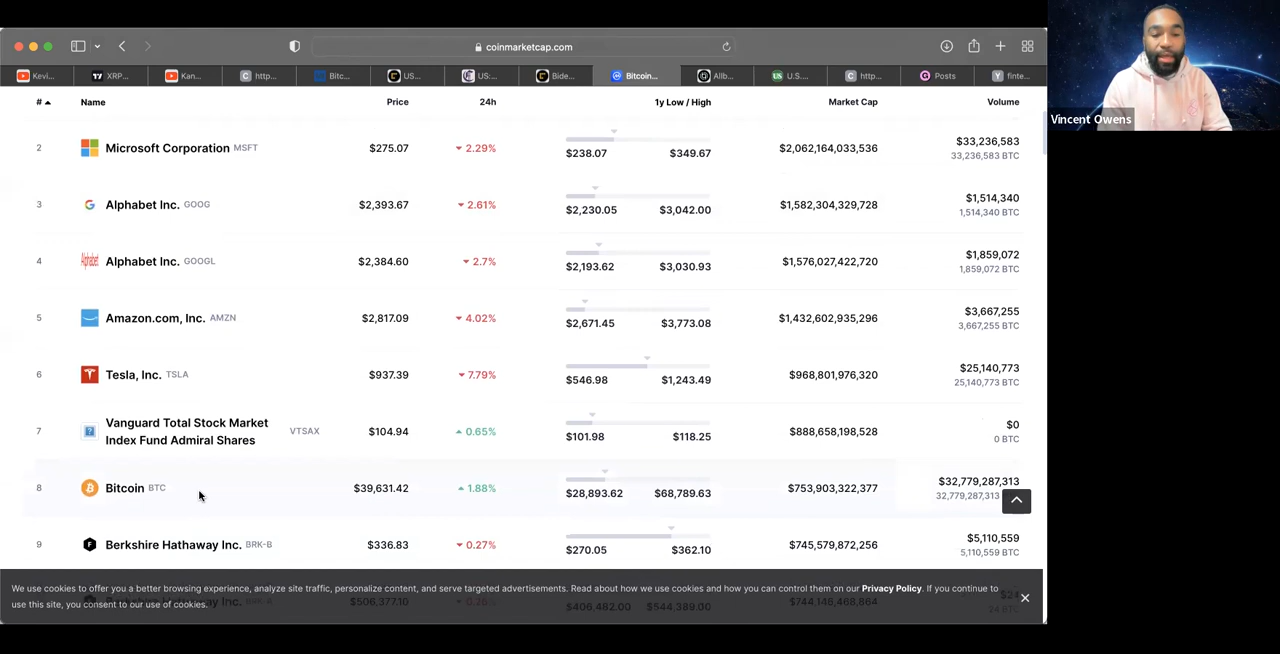 coinmarketcap.com
Kevi...
XRP...
Kan...
http...
Bitc...
US...
US:...
Bide...
Bitcoin...
Allb...
U.S....
http...
Posts
finte...
# Name Price 24h 1y Low / High Market Cap Volume
2 Microsoft Corporation MSFT $275.07 2.29% $238.07 $349.67 $2,062,164,033,536 $33,236,583
33,236,583 BTC
3 Alphabet Inc. GOOG $2,393.67 2.61% $2,230.05 $3,042.00 $1,582,304,329,728 $1,514,340
1,514,340 BTC
4 Alphabet Inc. GOOGL $2,384.60 2.7% $2,193.62 $3,030.93 $1,576,027,422,720 $1,859,072
1,859,072 BTC
5 Amazon.com, Inc. AMZN $2,817.09 4.02% $2,671.45 $3,773.08 $1,432,602,935,296 $3,667,255
3,667,255 BTC
6 Tesla, Inc. TSLA $937.39 7.79% $546.98 $1,243.49 $968,801,976,320 $25,140,773
25,140,773 BTC
7 Vanguard Total Stock Market
Index Fund Admiral Shares VTSAX $104.94 0.65% $101.98 $118.25 $888,658,198,528 $0
0 BTC
8 Bitcoin BTC $39,631.42 1.88% $28,893.62 $68,789.63 $753,903,322,377 $32,779,287,313
32,779,287,313
9 Berkshire Hathaway Inc. BRK-B $336.83 0.27% $270.05 $362.10 $745,579,872,256 $5,110,559
5,110,559 BTC
We use cookies to offer you a better browsing experience, analyze site traffic, personalize content, and serve targeted advertisements. Read about how we use cookies and how you can control them on our Privacy Policy. If you continue to
use this site, you consent to our use of cookies.
Vincent Owens